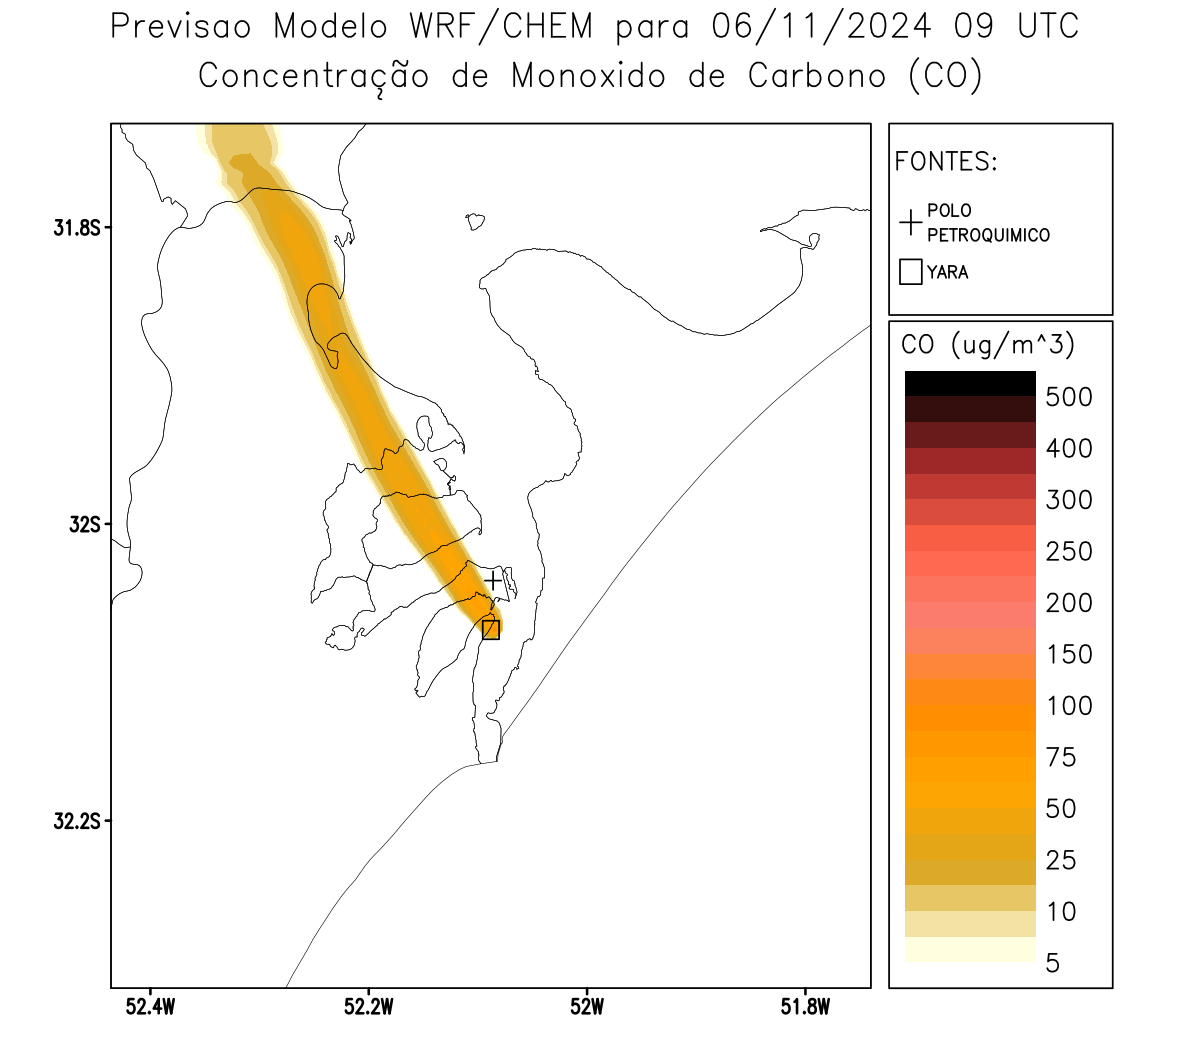 Previsao Modelo WRF/CHEM para 06/11/2024 09 UTC
Concentração de Monoxido de Carbono (CO)
FONTES:
POLO
PETROQUIMICO
YARA
CO (ug/m^3)
500
400
300
250
200
150
100
75
50
25
10
5
31.8S
32S
32.2S
52.4W
52.2W
52W
51.8W